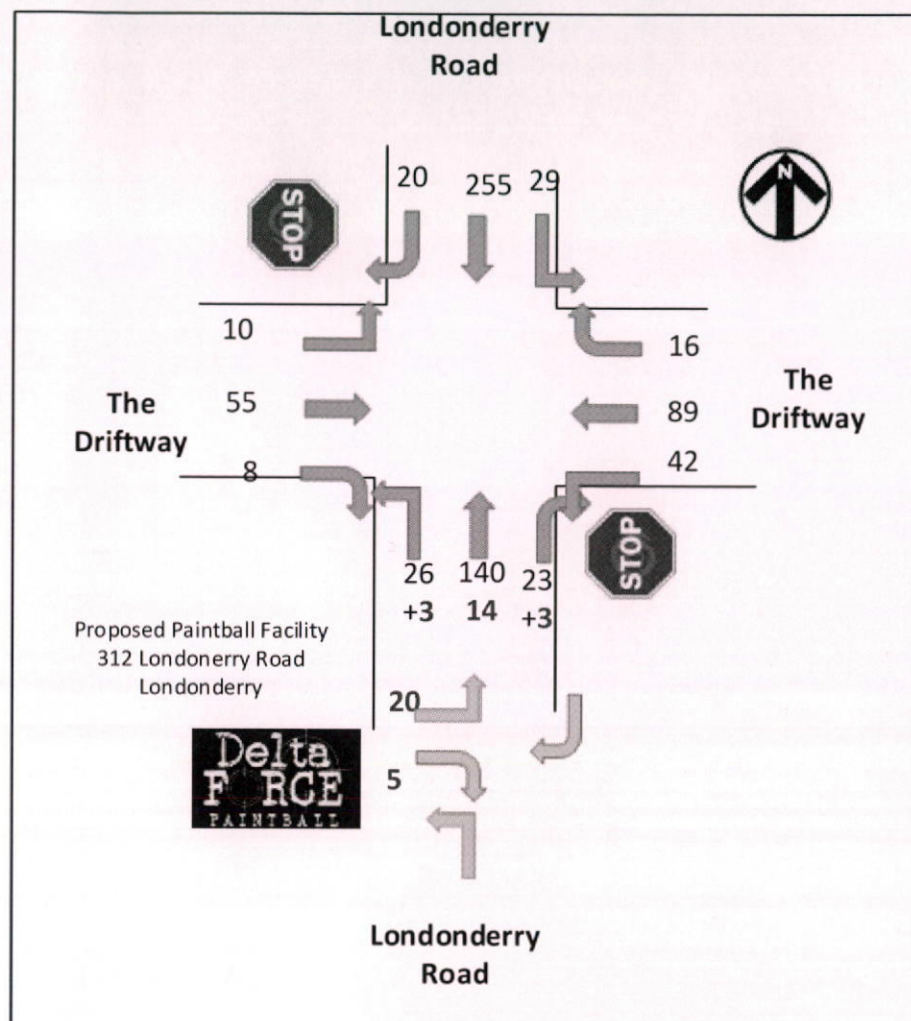 Londonderry
Road
N
20
255
29
STOP
10
16
The
Driftway
55
89
The
Driftway
8
42
STOP
26
140
23
+3
14
+3
Proposed Paintball Facility
312 Londonerry Road
Londonderry
20
Delta
FORCE
PAINTBALL
5
Londonderry
Road